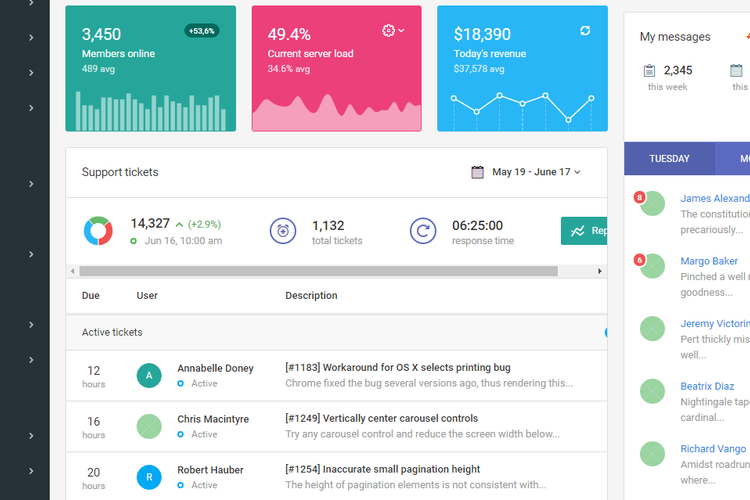 3,450
+53,6%
Members online
489 avg
49.4%
Current server load
34.6% avg
$18,390
Today's revenue
$37,578 avg
My messages
2,345
this week
this
TUESDAY
James Alexand
The constitution
precariously...
8
Margo Baker
Pinched a well
goodness...
6
Jeremy Victorin
Pert thickly mis
well...
Beatrix Diaz
Nightingale tape
cardinal...
Richard Vango
Amidst roadrun
where...
Support tickets
May 19 - June 17
14,327
(+2.9%)
Jun 16, 10:00 am
1,132
total tickets
06:25:00
response time
Rep
Due
User
Description
Active tickets
12
hours
A
Annabelle Doney
Active
[#1183] Workaround for OS X selects printing bug
Chrome fixed the bug several versions ago, thus rendering this...
16
hours
Chris Macintyre
Active
[#1249] Vertically center carousel controls
Try any carousel control and reduce the screen width below...
20
hours
R
Robert Hauber
Active
[#1254] Inaccurate small pagination height
The height of pagination elements is not consistent with...